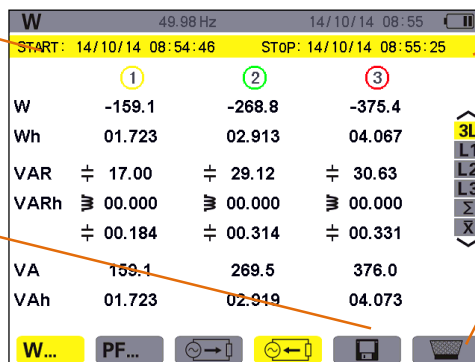 W 49.98 Hz 14/10/14 08:55
START: 14/10/14 08:54:46 STOP: 14/10/14 08:55:25
1 2 3
W -159.1 -268.8 -375.4
Wh 01.723 02.913 04.067
VAR 17.00 29.12 30.63
VARh 00.000 00.000 00.000
00.184 00.314 00.331
VA 159.1 269.5 376.0
VAh 01.723 02.919 04.073
3L
L1
L2
L3
Σ
X̄
W... PF...